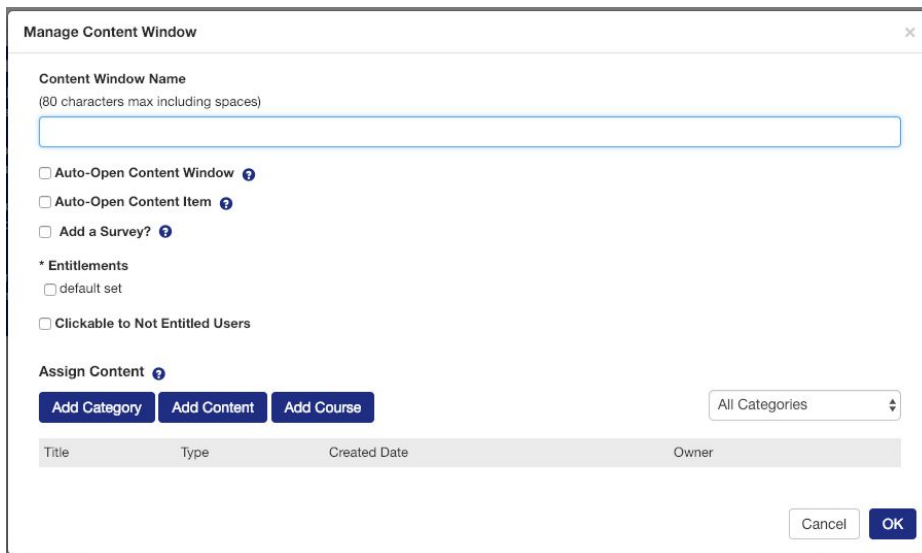 Manage Content Window
Content Window Name
(80 characters max including spaces)
Auto-Open Content Window
Auto-Open Content Item
Add a Survey?
* Entitlements
default set
Clickable to Not Entitled Users
Assign Content
Add Category Add Content Add Course All Categories
Title Type Created Date Owner
Cancel OK